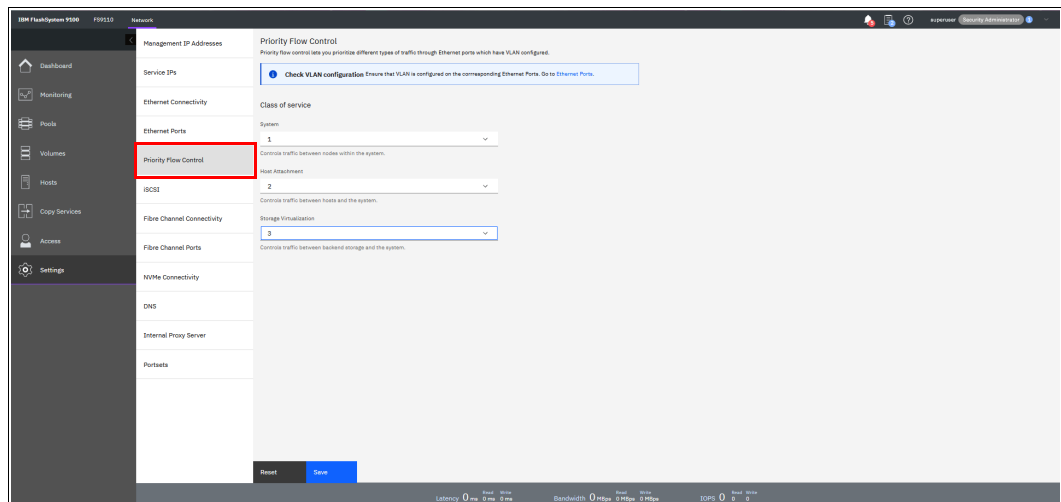 IBM FlashSystem 9100 FS9110 Network
superuser Security Administrator
Dashboard
Monitoring
Pools
Volumes
Hosts
Copy Services
Access
Settings
Management IP Addresses
Service IPs
Ethernet Connectivity
Ethernet Ports
Priority Flow Control
iSCSI
Fibre Channel Connectivity
Fibre Channel Ports
NVMe Connectivity
DNS
Internal Proxy Server
Portsets
Priority Flow Control
Priority flow control lets you prioritize different types of traffic through Ethernet ports which have VLAN configured.
Check VLAN configuration Ensure that VLAN is configured on the corresponding Ethernet Ports. Go to Ethernet Ports.
Class of service
System
1
Controls traffic between nodes within the system.
Host Attachment
2
Controls traffic between hosts and the system.
Storage Virtualization
3
Controls traffic between backend storage and the system.
Reset Save
Latency 0 ms Read 0 ms Write 0 ms Bandwidth 0 MBps Read 0 MBps Write 0 MBps IOPS 0 Read 0 Write 0